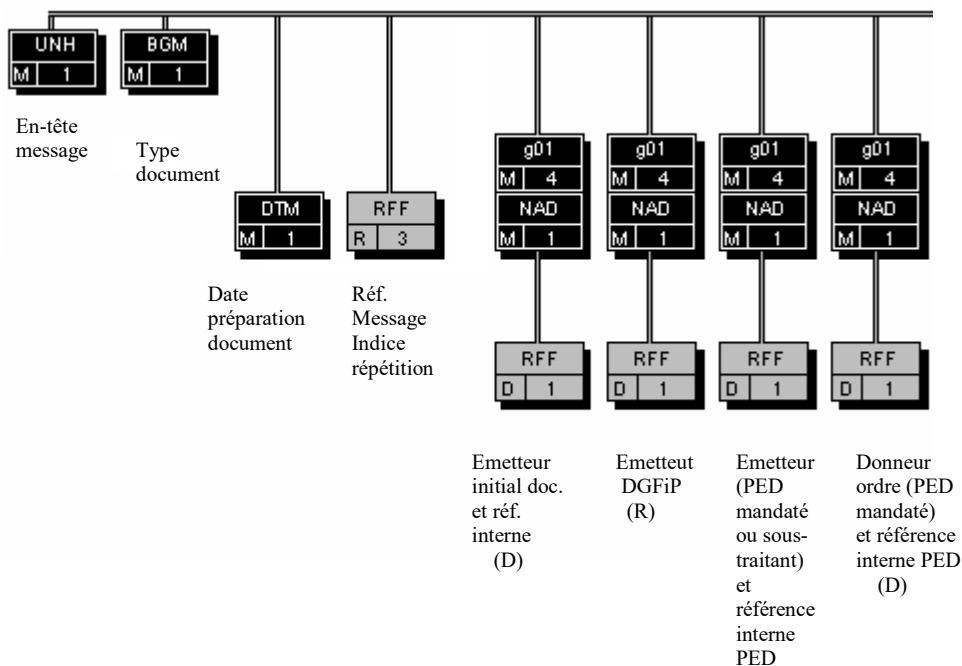 UNH
M 1
BGM
M 1
En-tête
message
Type
document
DTM
M 1
RFF
R 3
Date
préparation
document
Réf.
Message
Indice
répétition
g01
M 4
NAD
M 1
g01
M 4
NAD
M 1
g01
M 4
NAD
M 1
g01
M 4
NAD
M 1
RFF
D 1
RFF
D 1
RFF
D 1
RFF
D 1
Emetteur
initial doc.
et réf.
interne
(D)
Emetteut
DGFiP
(R)
Emetteur
(PED
mandaté
ou sous-
traitant)
et
référence
interne
PED
Donneur
ordre (PED
mandaté)
et référence
interne PED
(D)